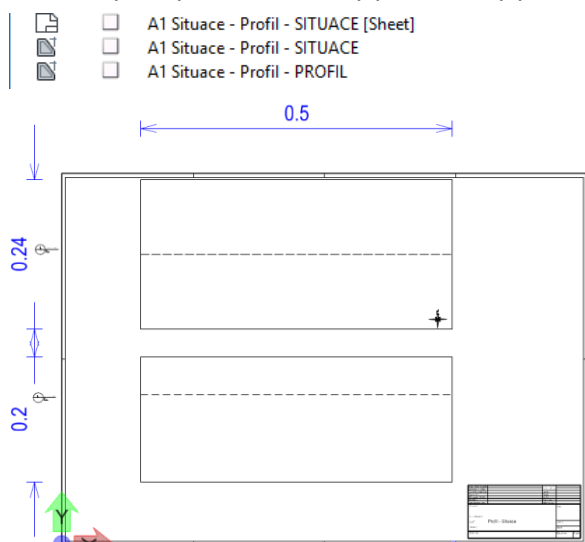 A1 Situace - Profil - SITUACE [Sheet]
A1 Situace - Profil - SITUACE
A1 Situace - Profil - PROFIL
0.5
0.24
0.2
Y
X
Profil - Situace